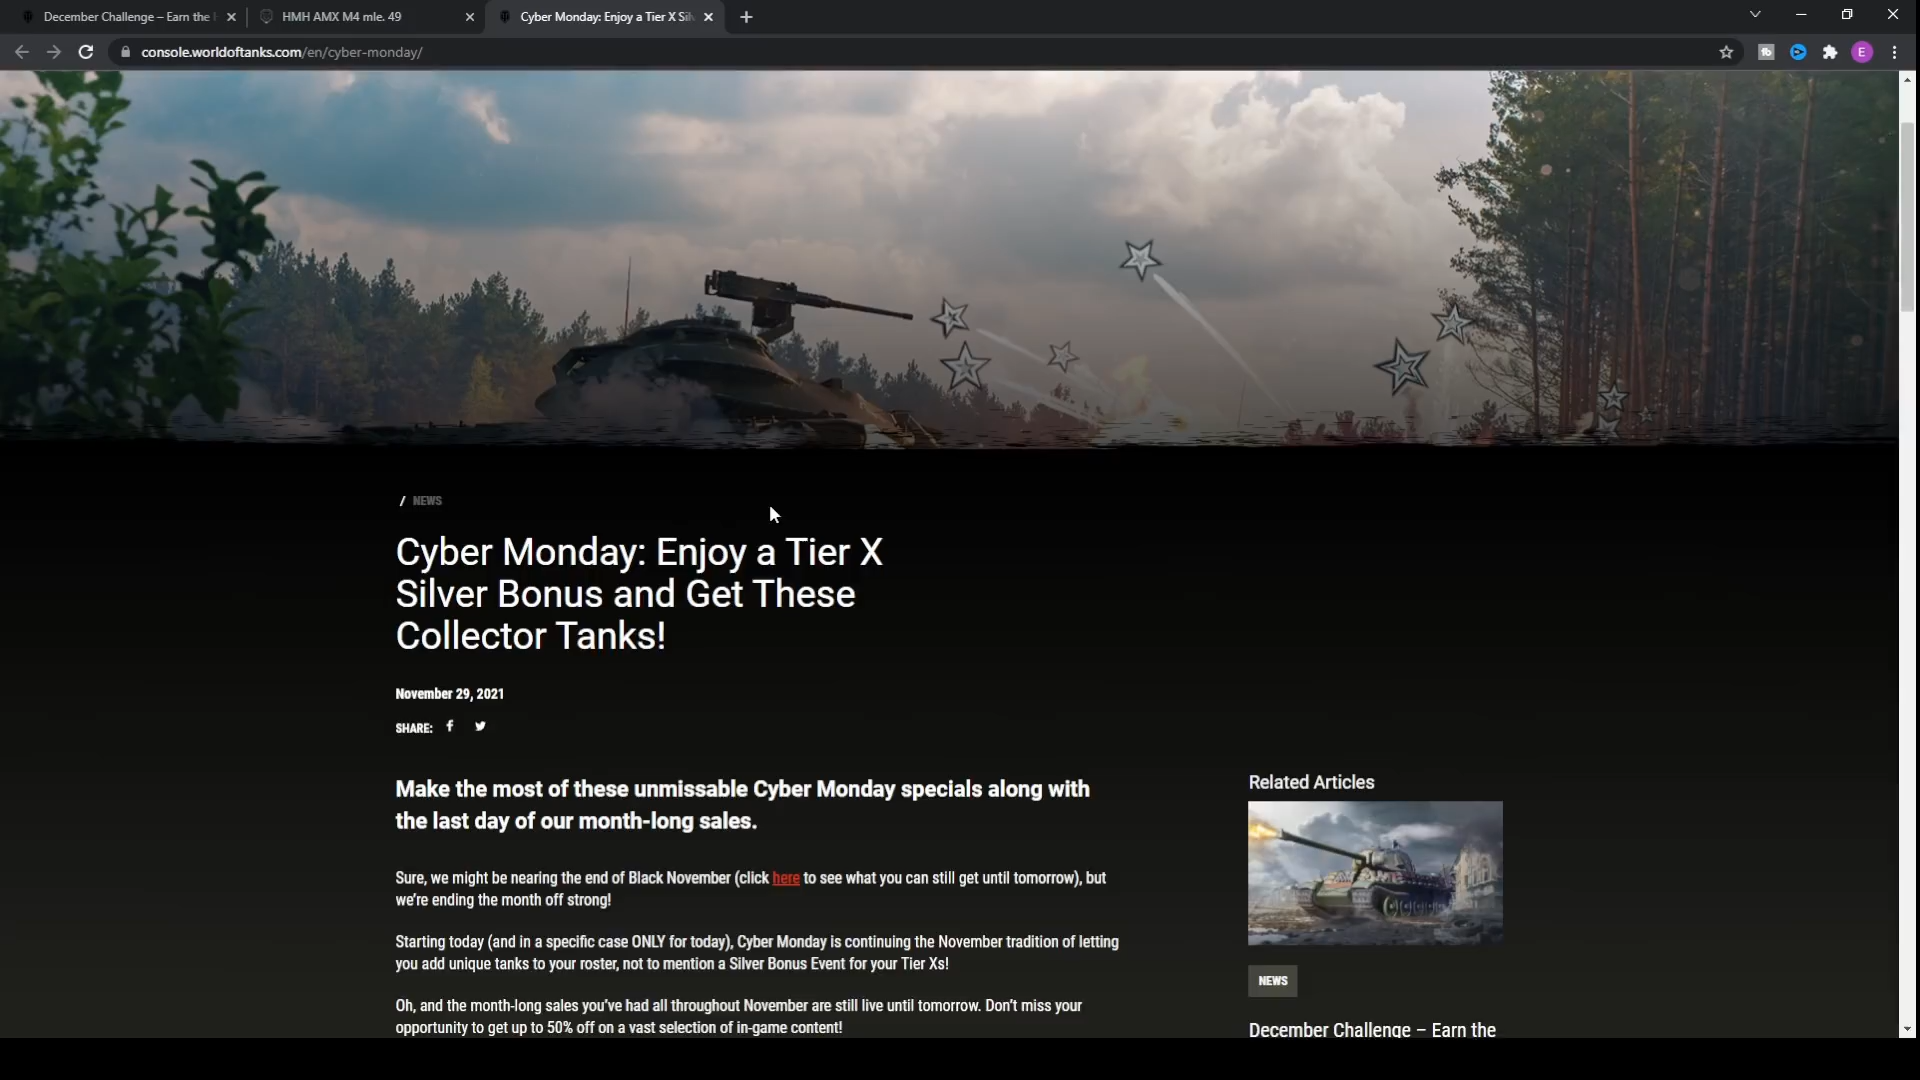 December Challenge – Earn the
HMH AMX M4 mle. 49
Cyber Monday: Enjoy a Tier X Sil
console.worldoftanks.com/en/cyber-monday/
E
/ NEWS
Cyber Monday: Enjoy a Tier X
Silver Bonus and Get These
Collector Tanks!
November 29, 2021
SHARE:
Make the most of these unmissable Cyber Monday specials along with
the last day of our month-long sales.
Sure, we might be nearing the end of Black November (click here to see what you can still get until tomorrow), but
we’re ending the month off strong!
Starting today (and in a specific case ONLY for today), Cyber Monday is continuing the November tradition of letting
you add unique tanks to your roster, not to mention a Silver Bonus Event for your Tier Xs!
Oh, and the month-long sales you’ve had all throughout November are still live until tomorrow. Don’t miss your
opportunity to get up to 50% off on a vast selection of in-game content!
Related Articles
NEWS
December Challenge – Earn the